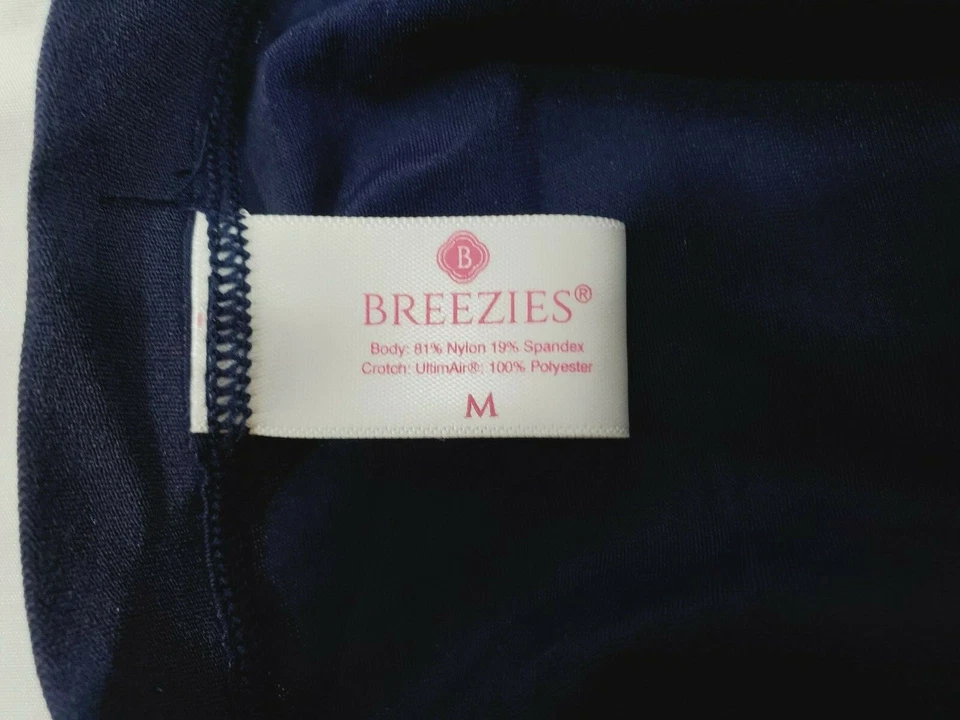 B
BREEZIES®
Body: 81% Nylon 19% Spandex
Crotch: UltimAir®: 100% Polyester
M